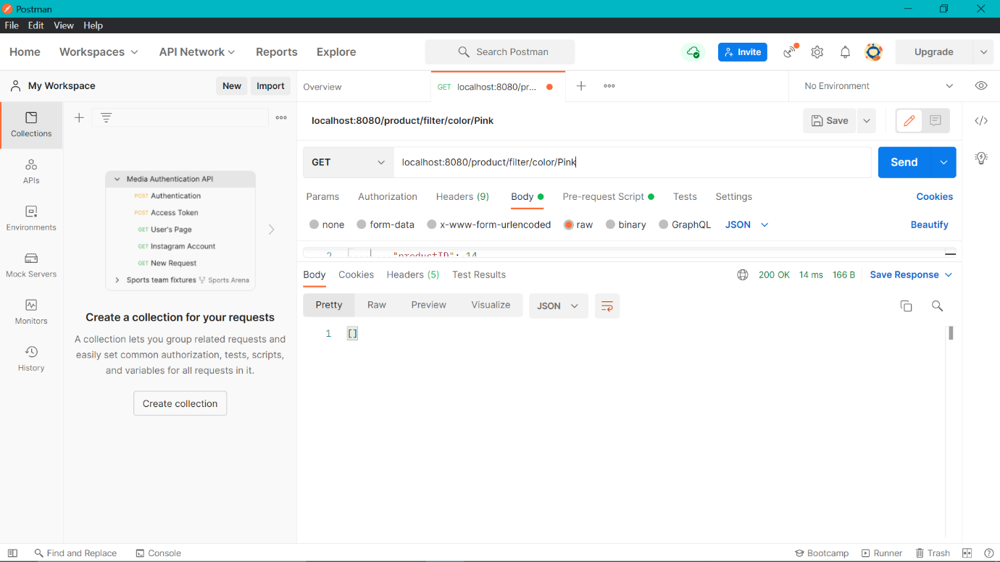 Postman
File Edit View Help
Home Workspaces API Network Reports Explore Search Postman Invite Upgrade
My Workspace New Import Overview GET localhost:8080/pr... No Environment
Collections
APIs
Environments
Mock Servers
Monitors
History
Media Authentication API
POST Authentication
POST Access Token
GET User's Page
GET Instagram Account
GET New Request
Sports team fixtures Sports Arena
Create a collection for your requests
A collection lets you group related requests and
easily set common authorization, tests, scripts,
and variables for all requests in it.
Create collection
localhost:8080/product/filter/color/Pink Save
GET localhost:8080/product/filter/color/Pink Send
Params Authorization Headers (9) Body Pre-request Script Tests Settings Cookies
none form-data x-www-form-urlencoded raw binary GraphQL JSON Beautify
2 "productID": 14
Body Cookies Headers (5) Test Results 200 OK 14 ms 166 B Save Response
Pretty Raw Preview Visualize JSON
1 []
Find and Replace Console Bootcamp Runner Trash